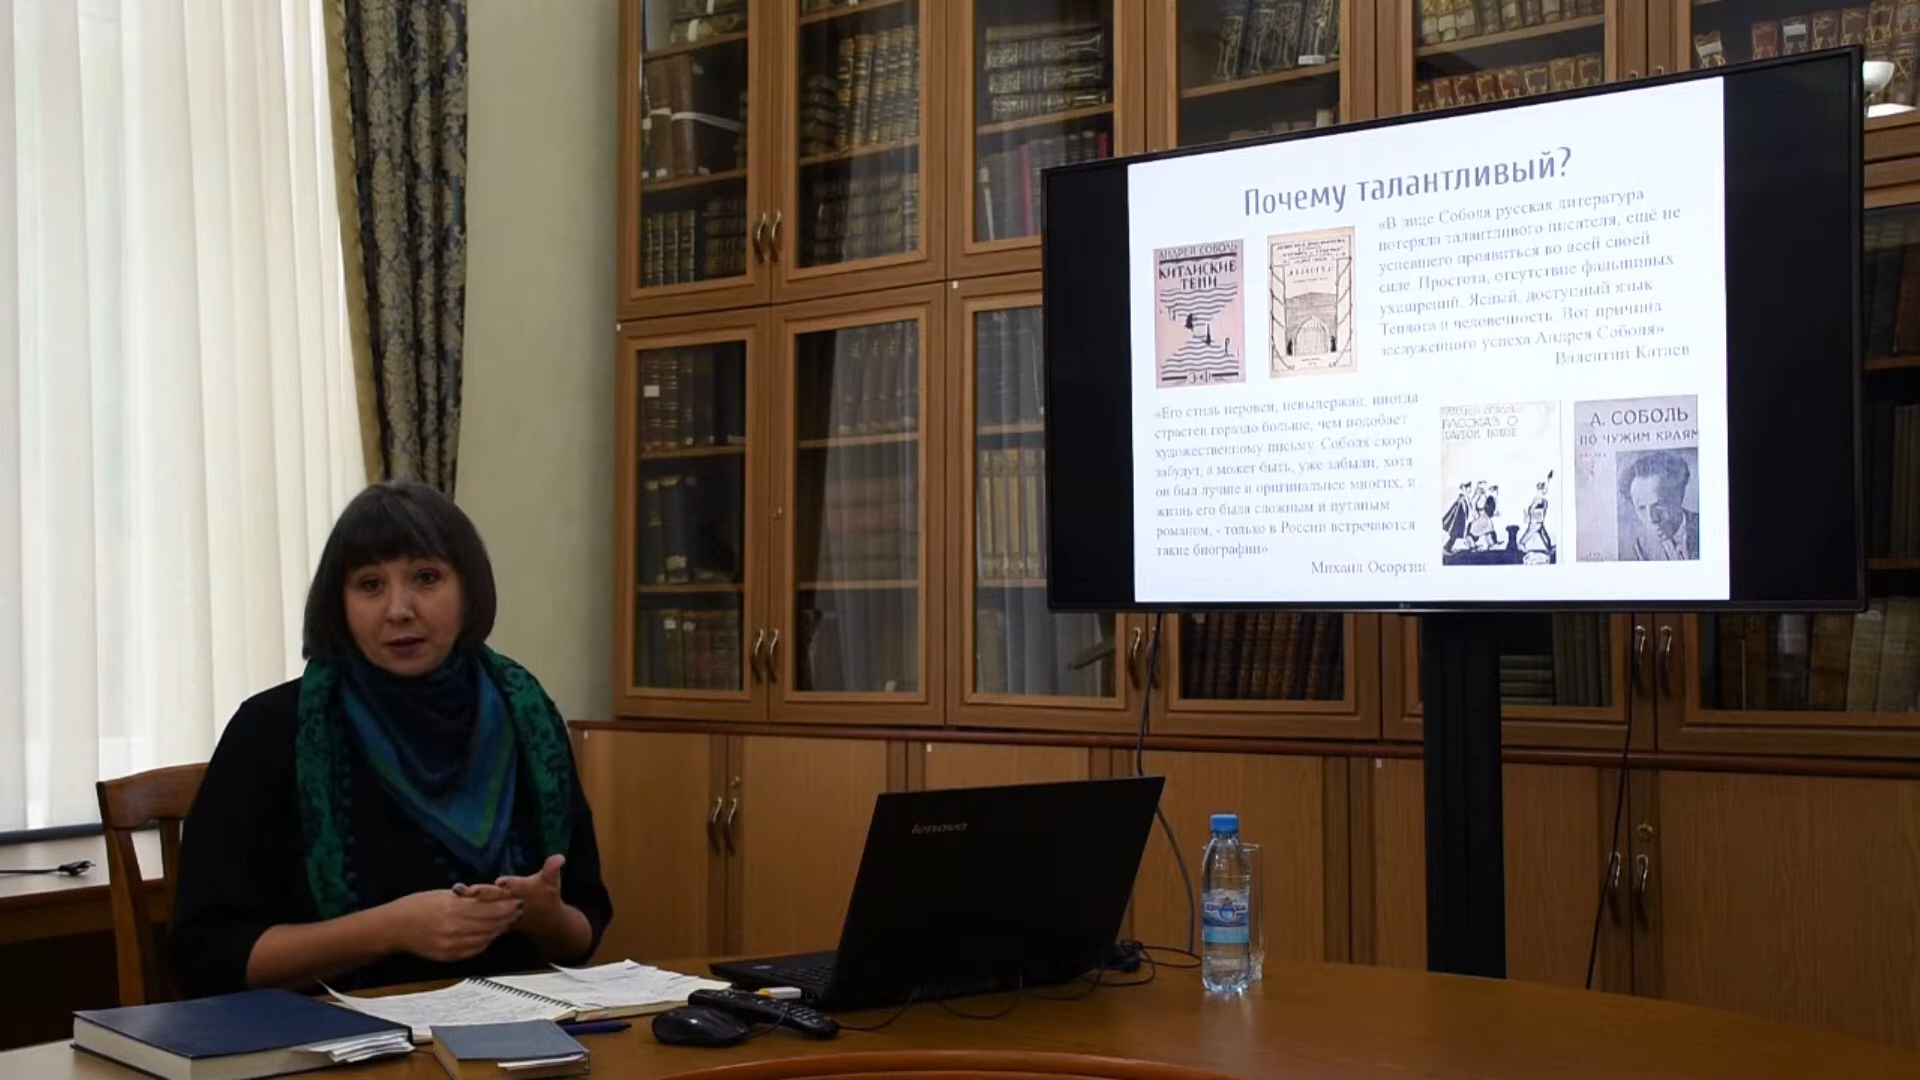 Почему талантливый?
АНДРЕЙ СОБОЛЬ
КИТАЙСКИЕ
ТЕНИ
«В лице Соболя русская литература
потеряла талантливого писателя, ещё не
успевшего проявиться во всей своей
силе. Простота, отсутствие фальшивых
ухищрений. Ясный, доступный язык
Теплота и человечность. Вот причина
заслуженного успеха Андрея Соболя»
Валентин Катаев
«Его стиль неровен, невыдержан, иногда
страстен гораздо больше, чем подобает
художественному письму. Соболя скоро
забудут, а может быть, уже забыли, хотя
он был лучше и оригинальнее многих, и
жизнь его была сложным и путаным
романом, - только в России встречаются
такие биографии».
Михаил Осоргин
АНДРЕЙ СОБОЛЬ
РАССКАЗ О
А. СОБОЛЬ
ПО ЧУЖИМ КРАЯМ
LG
lenovo